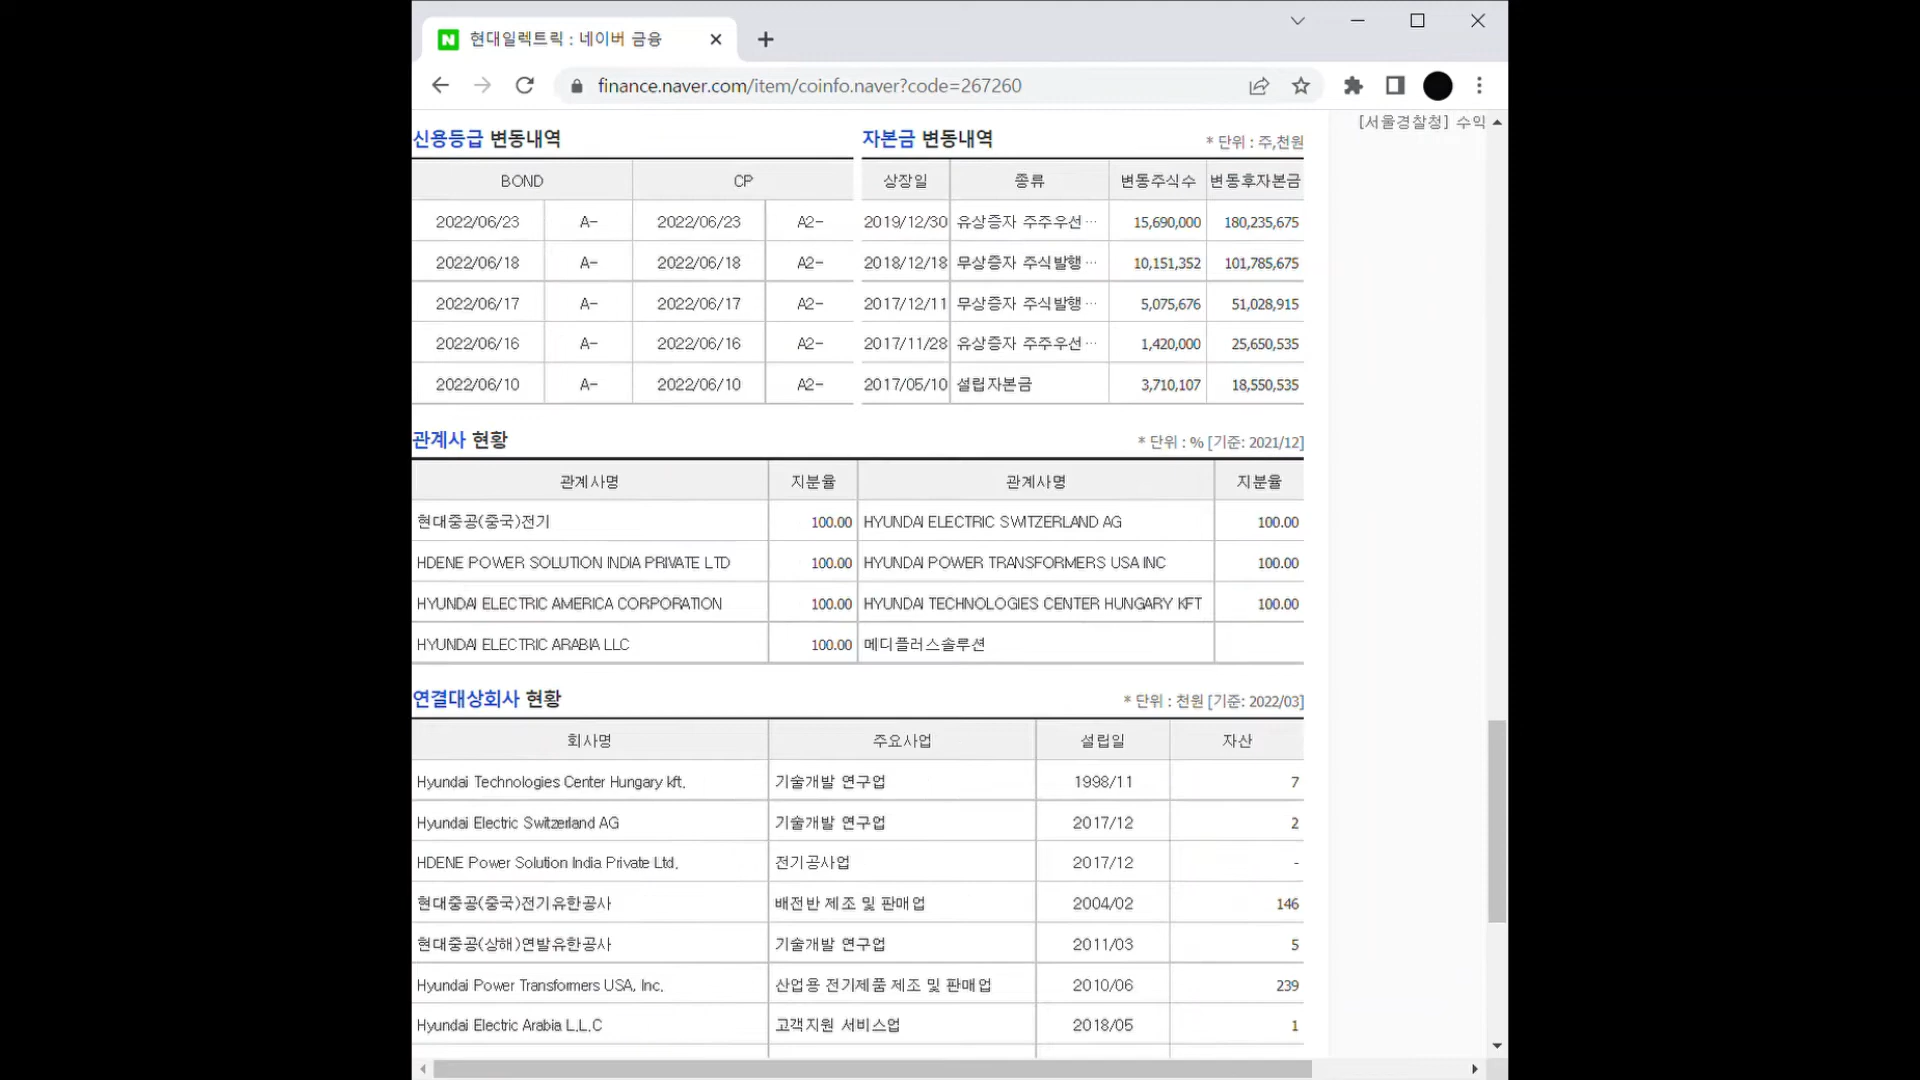 현대일렉트릭 : 네이버 금융
finance.naver.com/item/coinfo.naver?code=267260
[서울경찰청] 수익
신용등급 변동내역
BOND CP
2022/06/23 A- 2022/06/23 A2-
2022/06/18 A- 2022/06/18 A2-
2022/06/17 A- 2022/06/17 A2-
2022/06/16 A- 2022/06/16 A2-
2022/06/10 A- 2022/06/10 A2-
자본금 변동내역 * 단위 : 주,천원
상장일 종류 변동주식수 변동후자본금
2019/12/30 유상증자 주주우선… 15,690,000 180,235,675
2018/12/18 무상증자 주식발행… 10,151,352 101,785,675
2017/12/11 무상증자 주식발행… 5,075,676 51,028,915
2017/11/28 유상증자 주주우선… 1,420,000 25,650,535
2017/05/10 설립자본금 3,710,107 18,550,535
관계사 현황 * 단위 : % [기준: 2021/12]
관계사명 지분율 관계사명 지분율
현대중공(중국)전기 100.00 HYUNDAI ELECTRIC SWITZERLAND AG 100.00
HDENE POWER SOLUTION INDIA PRIVATE LTD 100.00 HYUNDAI POWER TRANSFORMERS USA INC 100.00
HYUNDAI ELECTRIC AMERICA CORPORATION 100.00 HYUNDAI TECHNOLOGIES CENTER HUNGARY KFT 100.00
HYUNDAI ELECTRIC ARABIA LLC 100.00 메디플러스솔루션
연결대상회사 현황 * 단위 : 천원 [기준: 2022/03]
회사명 주요사업 설립일 자산
Hyundai Technologies Center Hungary kft. 기술개발 연구업 1998/11 7
Hyundai Electric Switzerland AG 기술개발 연구업 2017/12 2
HDENE Power Solution India Private Ltd. 전기공사업 2017/12 -
현대중공(중국)전기유한공사 배전반 제조 및 판매업 2004/02 146
현대중공(상해)연발유한공사 기술개발 연구업 2011/03 5
Hyundai Power Transformers USA, Inc. 산업용 전기제품 제조 및 판매업 2010/06 239
Hyundai Electric Arabia L.L.C 고객지원 서비스업 2018/05 1